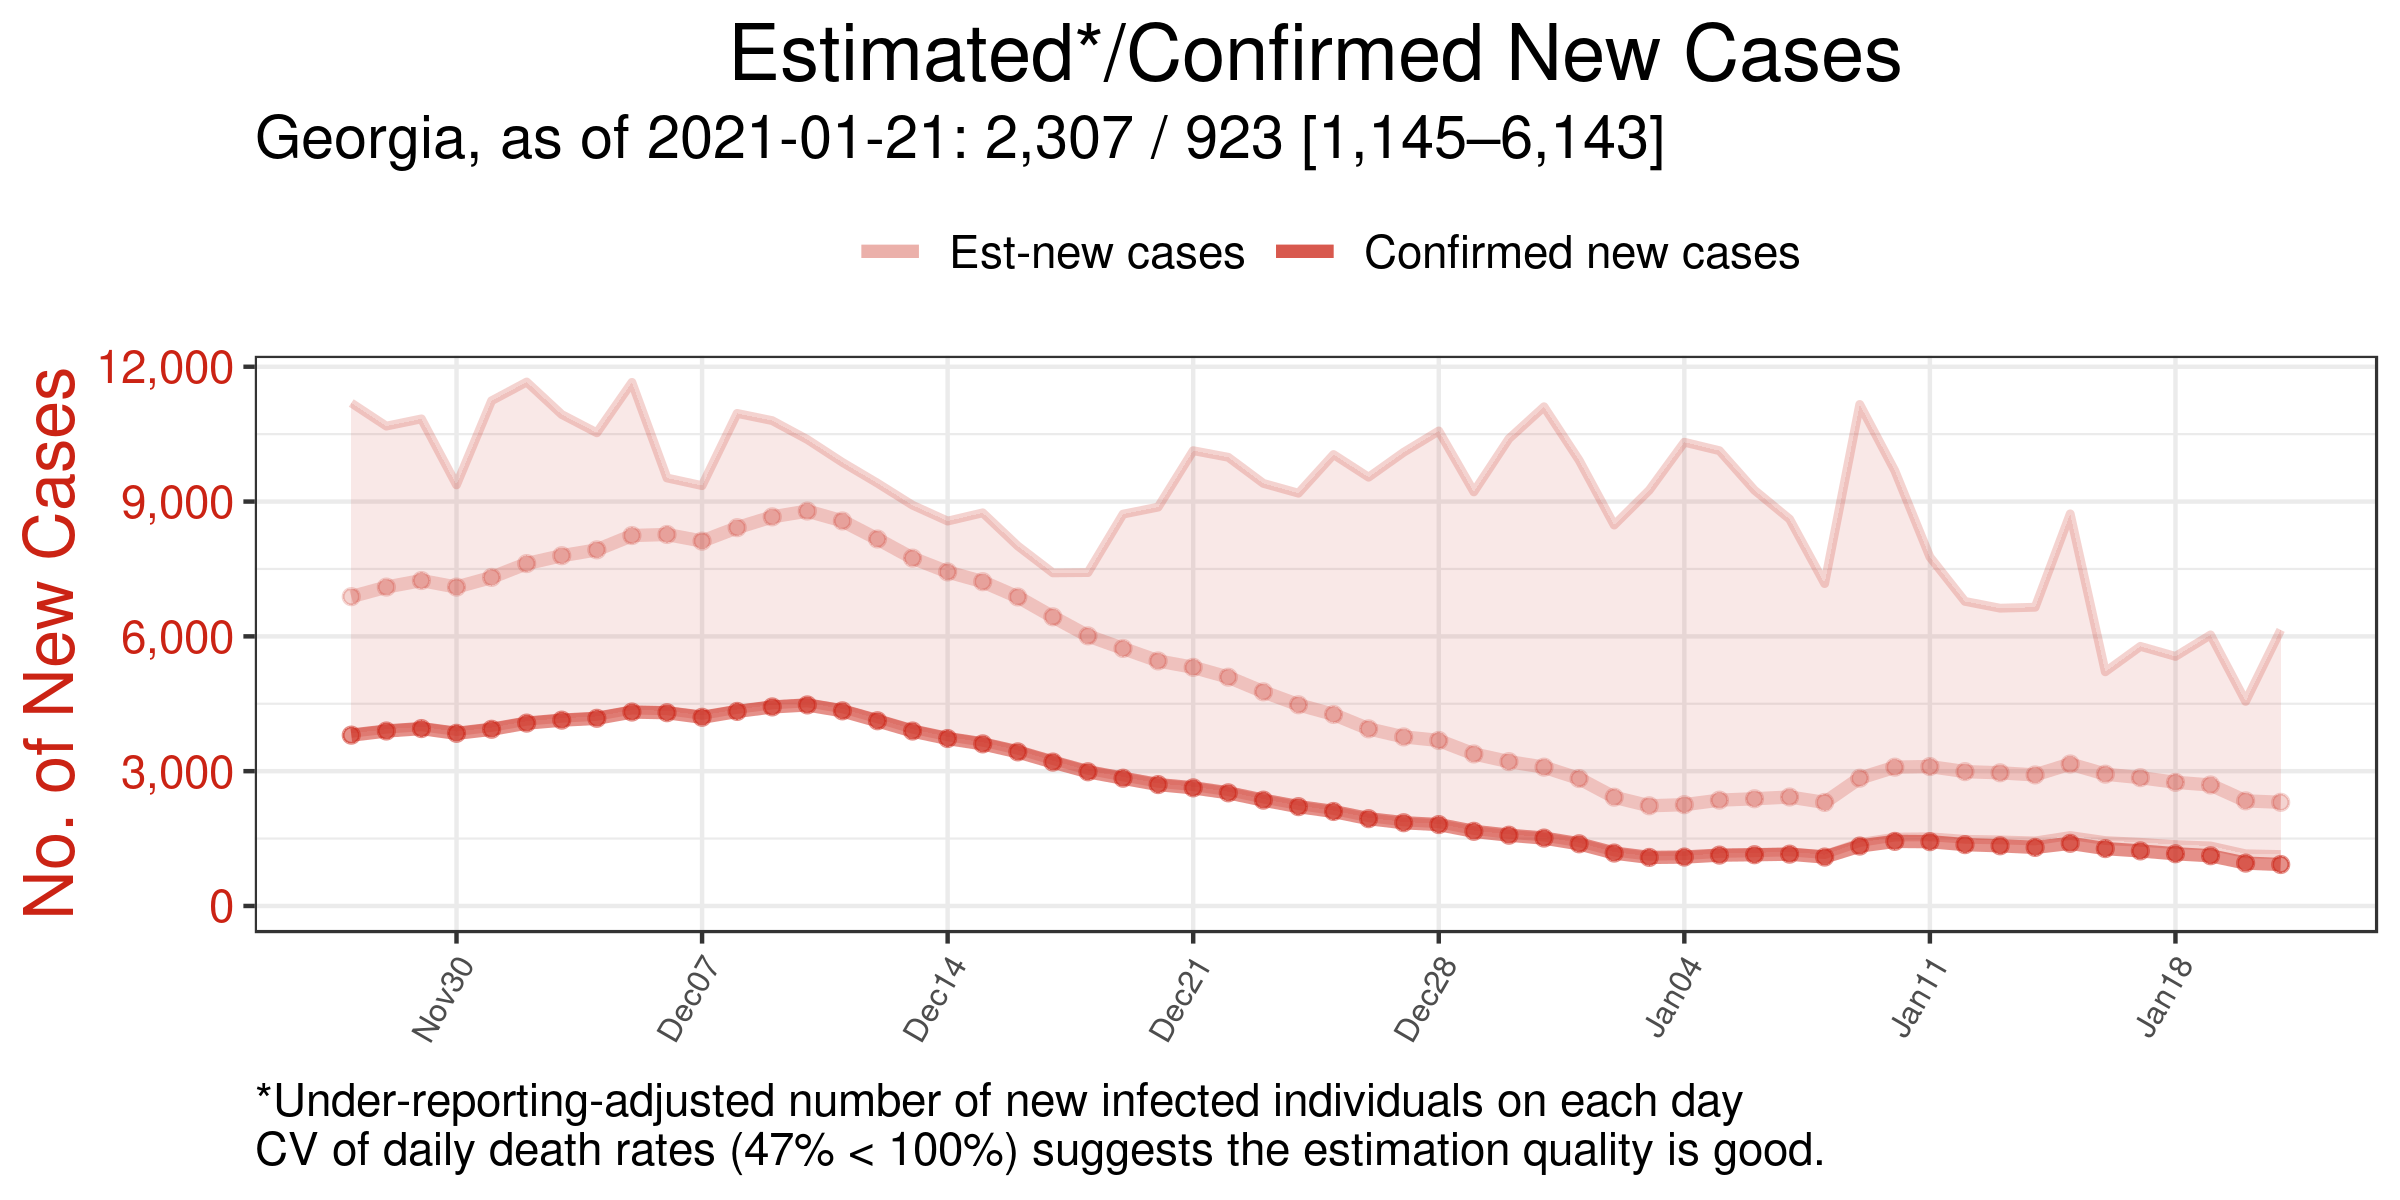 Estimated*/Confirmed New Cases
Georgia, as of 2021-01-21: 2,307 / 923 [1,145–6,143]
Est-new cases
Confirmed new cases
No. of New Cases
12,000
9,000
6,000
3,000
0
Nov30
Dec07
Dec14
Dec21
Dec28
Jan04
Jan11
Jan18
*Under-reporting-adjusted number of new infected individuals on each day
CV of daily death rates (47% < 100%) suggests the estimation quality is good.